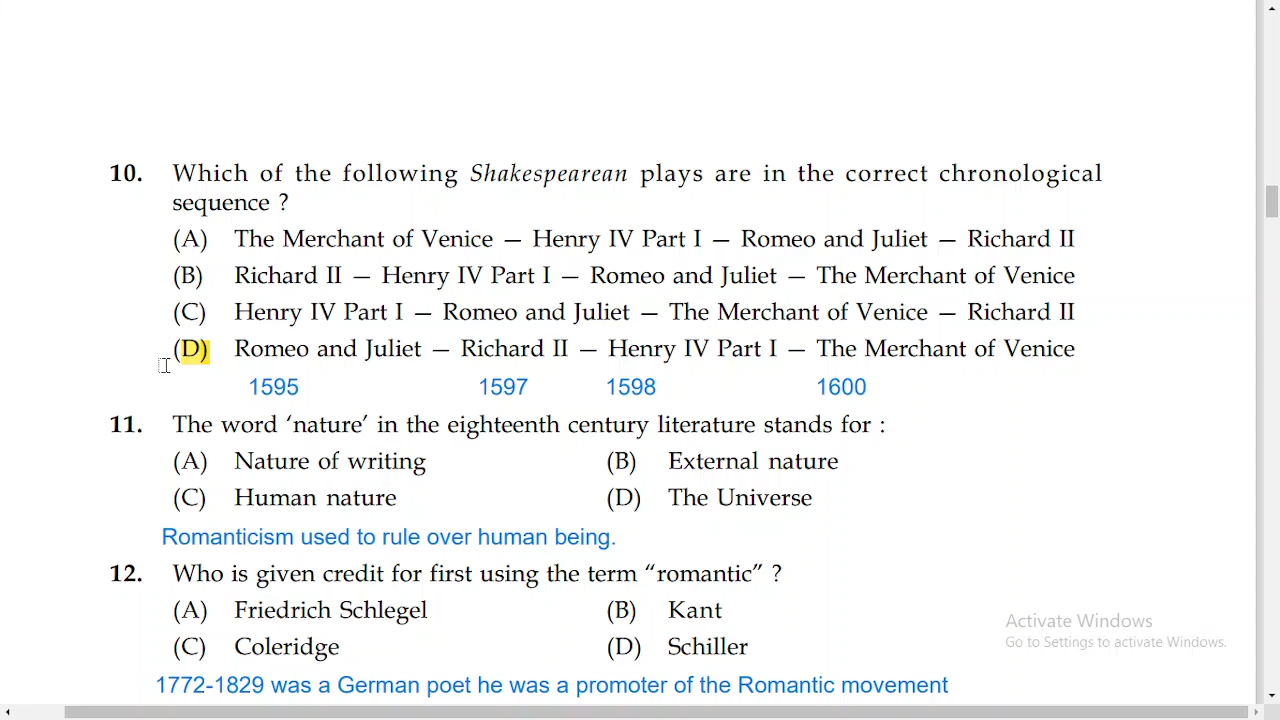 10. Which of the following Shakespearean plays are in the correct chronological
sequence ?
(A) The Merchant of Venice — Henry IV Part I — Romeo and Juliet — Richard II
(B) Richard II — Henry IV Part I — Romeo and Juliet — The Merchant of Venice
(C) Henry IV Part I — Romeo and Juliet — The Merchant of Venice — Richard II
(D) Romeo and Juliet — Richard II — Henry IV Part I — The Merchant of Venice
1595 1597 1598 1600
11. The word ‘nature’ in the eighteenth century literature stands for :
(A) Nature of writing (B) External nature
(C) Human nature (D) The Universe
Romanticism used to rule over human being.
12. Who is given credit for first using the term “romantic” ?
(A) Friedrich Schlegel (B) Kant
(C) Coleridge (D) Schiller
1772-1829 was a German poet he was a promoter of the Romantic movement
Activate Windows
Go to Settings to activate Windows.